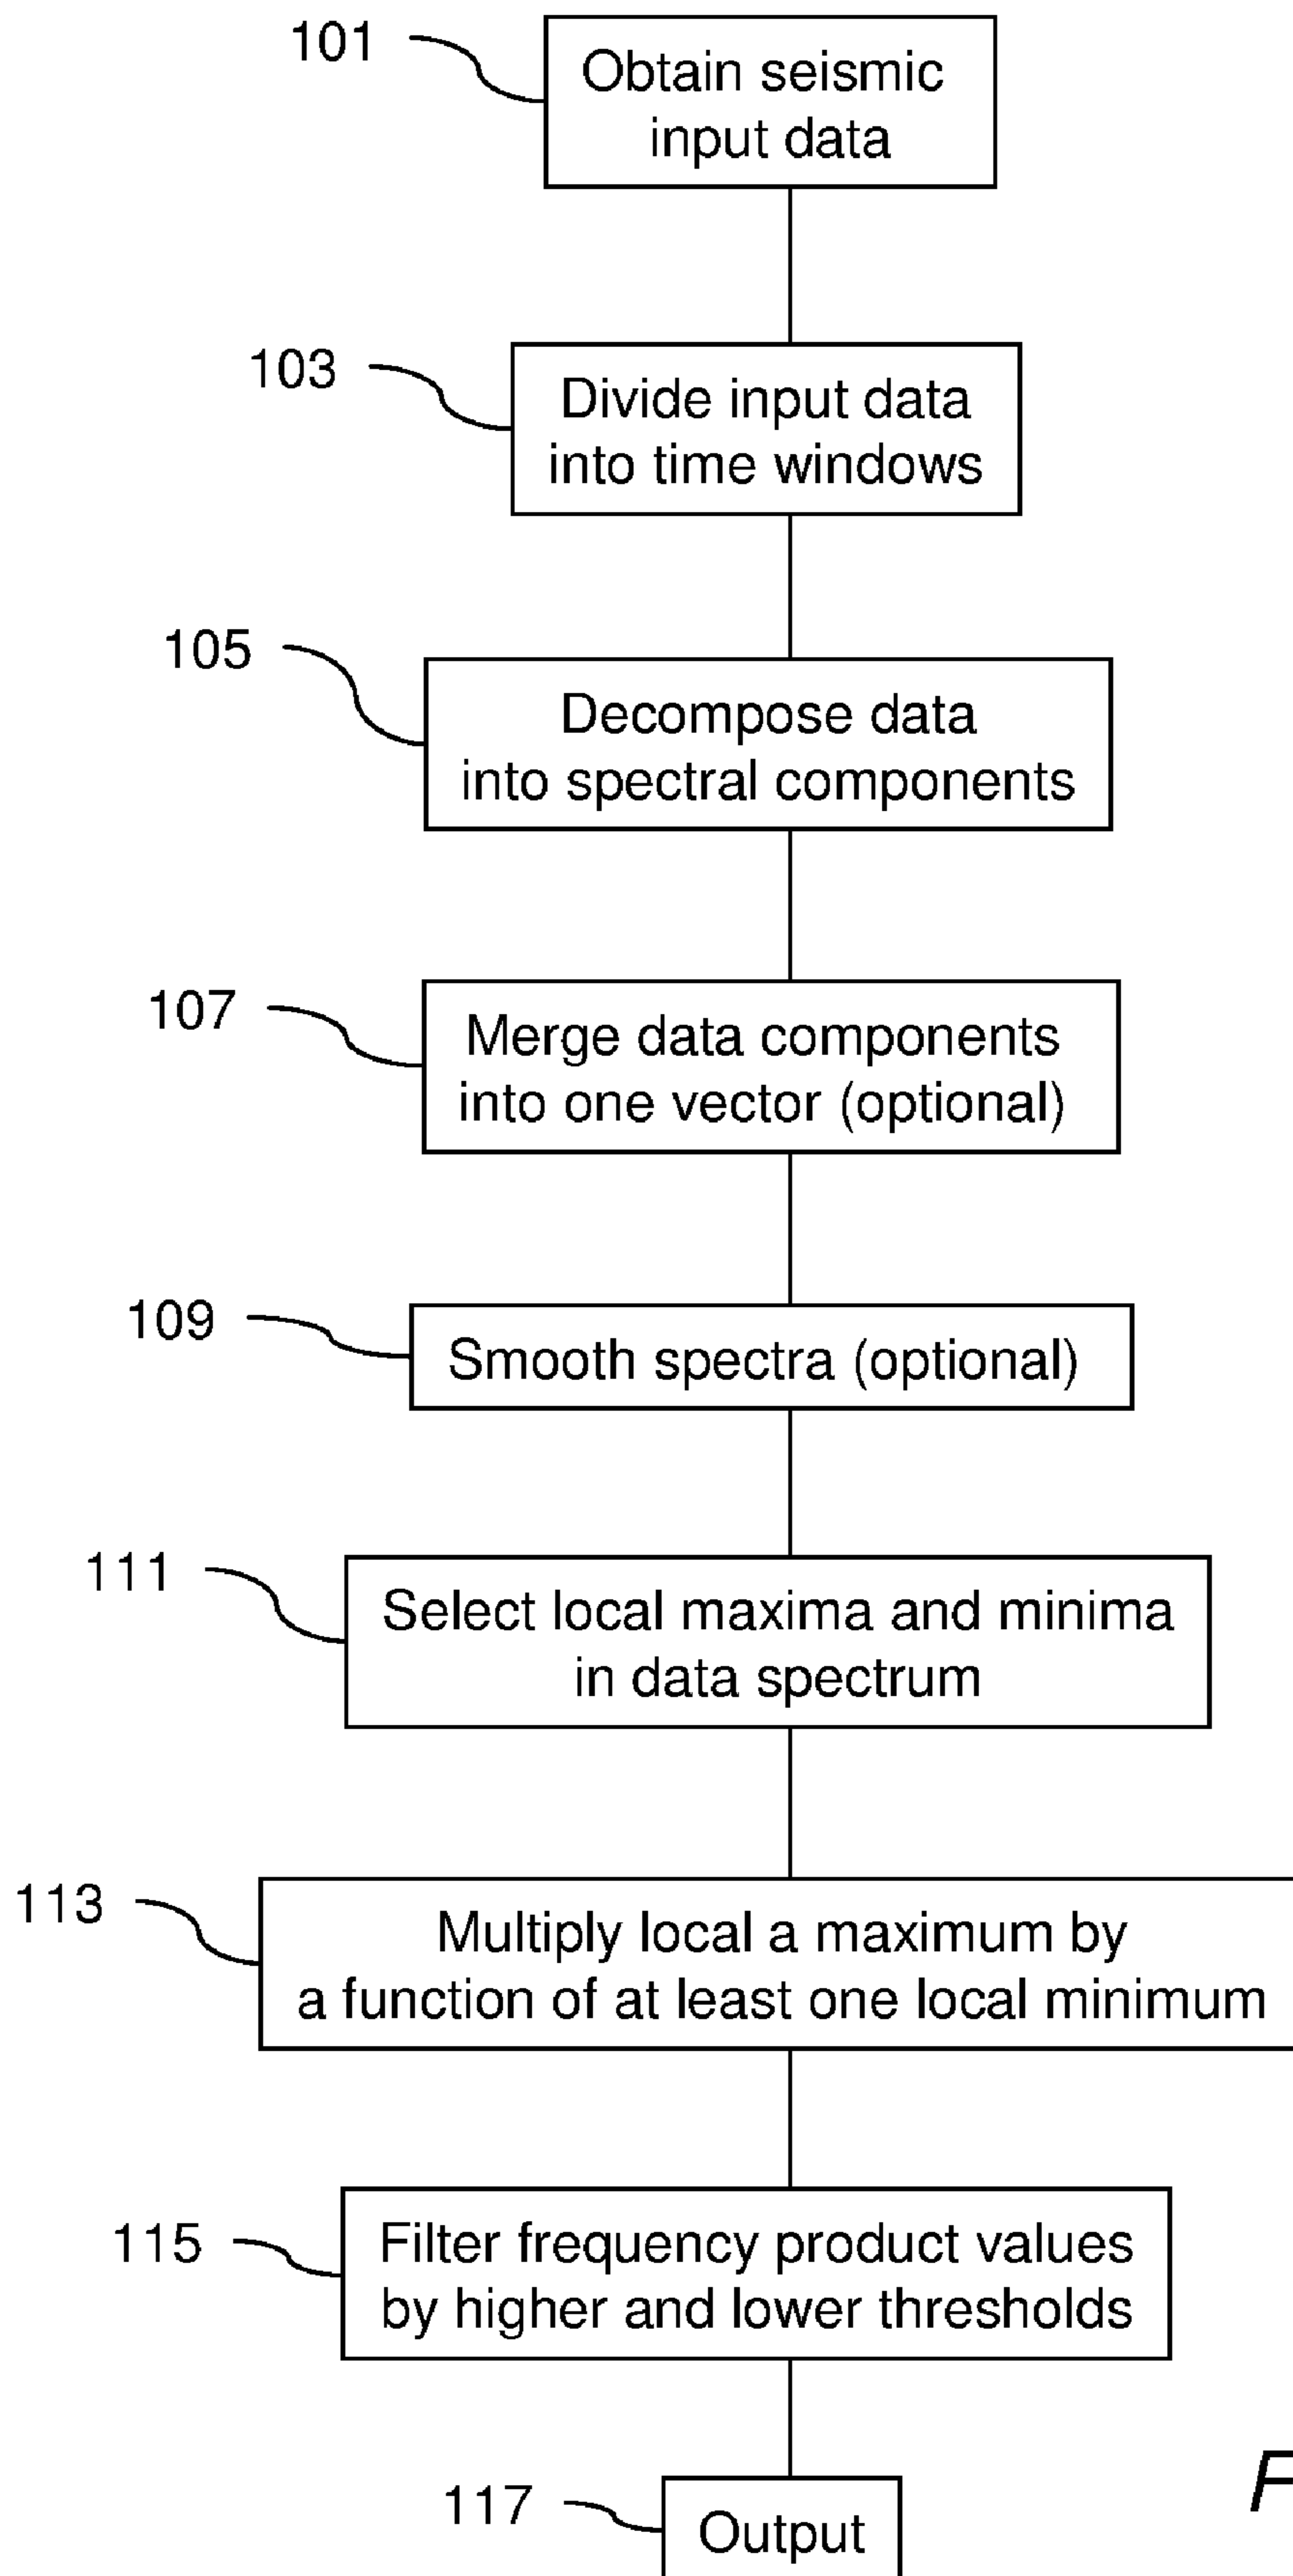 101
Obtain seismic
input data
103
Divide input data
into time windows
105
Decompose data
into spectral components
107
Merge data components
into one vector (optional)
109
Smooth spectra (optional)
111
Select local maxima and minima
in data spectrum
113
Multiply local a maximum by
a function of at least one local minimum
115
Filter frequency product values
by higher and lower thresholds
117
Output